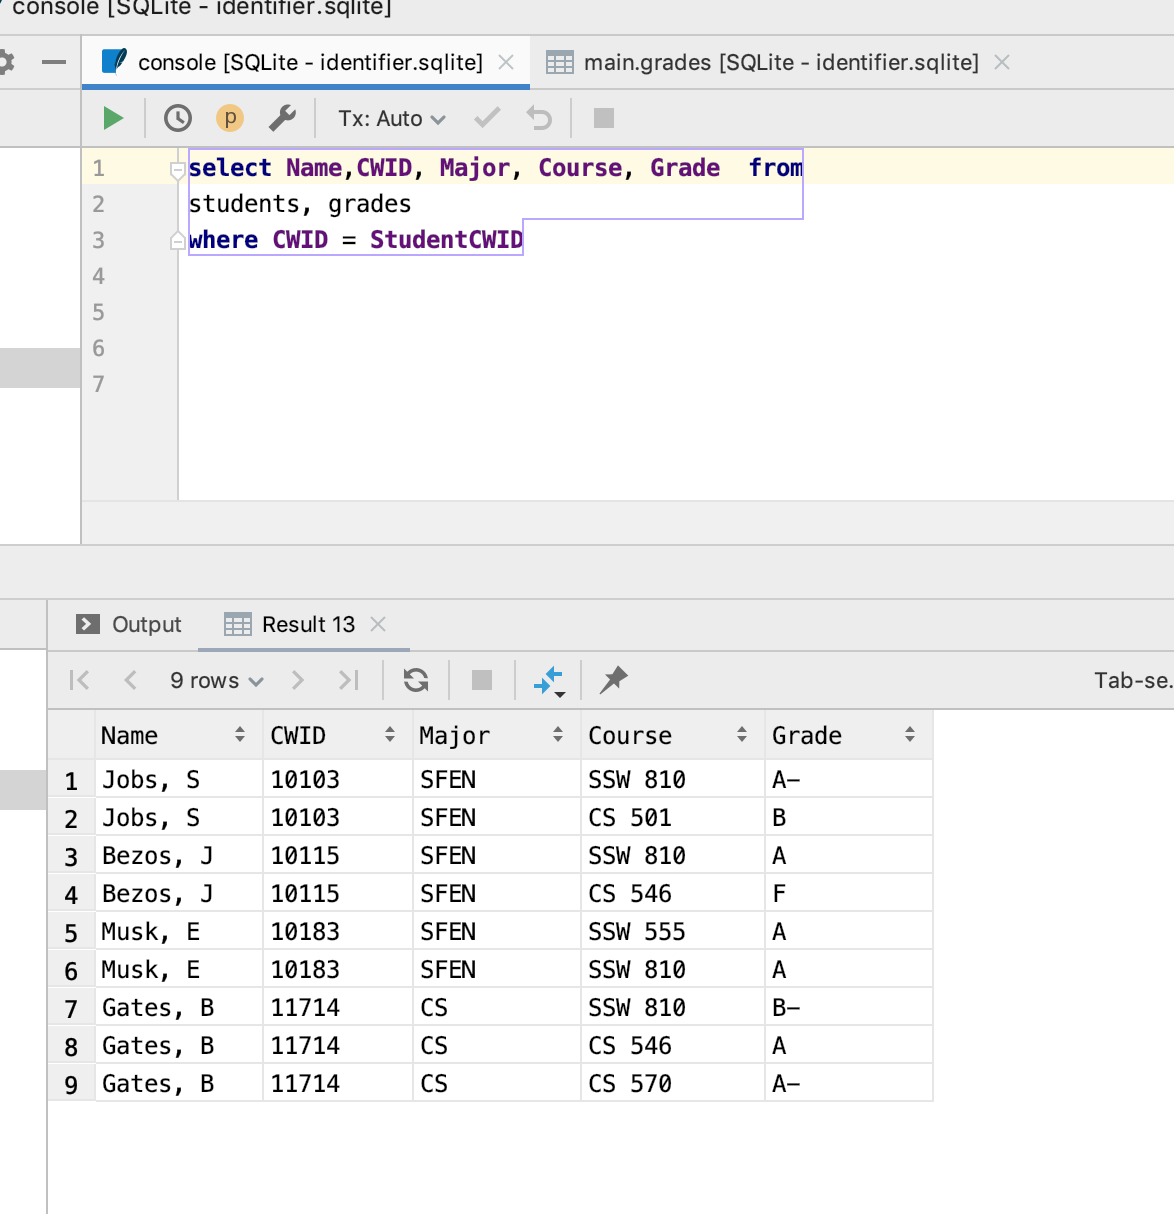 console [SQLite - identifier.sqlite]
console [SQLite - identifier.sqlite] main.grades [SQLite - identifier.sqlite]
p Tx: Auto
1 select Name,CWID, Major, Course, Grade  from
2 students, grades
3 where CWID = StudentCWID
4
5
6
7
Output Result 13
9 rows Tab-se.
Name CWID Major Course Grade
1 Jobs, S 10103 SFEN SSW 810 A-
2 Jobs, S 10103 SFEN CS 501 B
3 Bezos, J 10115 SFEN SSW 810 A
4 Bezos, J 10115 SFEN CS 546 F
5 Musk, E 10183 SFEN SSW 555 A
6 Musk, E 10183 SFEN SSW 810 A
7 Gates, B 11714 CS SSW 810 B-
8 Gates, B 11714 CS CS 546 A
9 Gates, B 11714 CS CS 570 A-